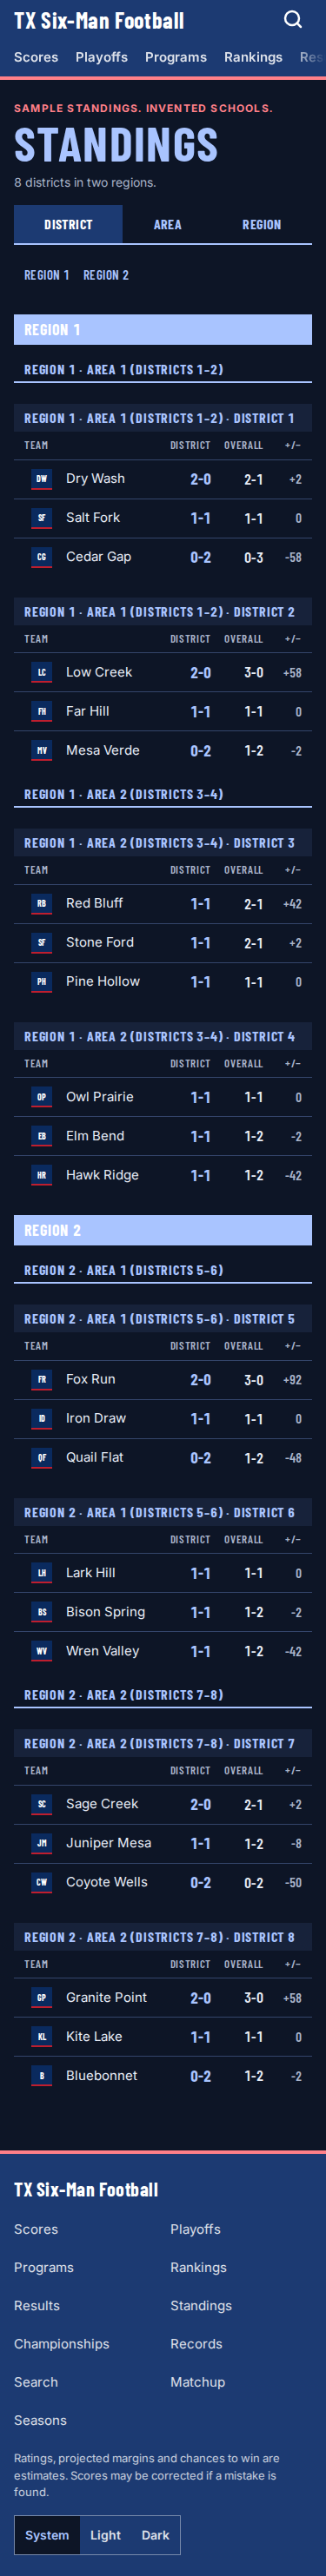 TX Six-Man Football
Scores Playoffs Programs Rankings Res
SAMPLE STANDINGS. INVENTED SCHOOLS.
STANDINGS
8 districts in two regions.
DISTRICT AREA REGION
REGION 1 REGION 2
REGION 1
REGION 1 · AREA 1 (DISTRICTS 1–2)
REGION 1 · AREA 1 (DISTRICTS 1–2) · DISTRICT 1
TEAM DISTRICT OVERALL +/−
DW Dry Wash 2-0 2-1 +2
SF Salt Fork 1-1 1-1 0
CG Cedar Gap 0-2 0-3 -58
REGION 1 · AREA 1 (DISTRICTS 1–2) · DISTRICT 2
TEAM DISTRICT OVERALL +/−
LC Low Creek 2-0 3-0 +58
FH Far Hill 1-1 1-1 0
MV Mesa Verde 0-2 1-2 -2
REGION 1 · AREA 2 (DISTRICTS 3–4)
REGION 1 · AREA 2 (DISTRICTS 3–4) · DISTRICT 3
TEAM DISTRICT OVERALL +/−
RB Red Bluff 1-1 2-1 +42
SF Stone Ford 1-1 2-1 +2
PH Pine Hollow 1-1 1-1 0
REGION 1 · AREA 2 (DISTRICTS 3–4) · DISTRICT 4
TEAM DISTRICT OVERALL +/−
OP Owl Prairie 1-1 1-1 0
EB Elm Bend 1-1 1-2 -2
HR Hawk Ridge 1-1 1-2 -42
REGION 2
REGION 2 · AREA 1 (DISTRICTS 5–6)
REGION 2 · AREA 1 (DISTRICTS 5–6) · DISTRICT 5
TEAM DISTRICT OVERALL +/−
FR Fox Run 2-0 3-0 +92
ID Iron Draw 1-1 1-1 0
QF Quail Flat 0-2 1-2 -48
REGION 2 · AREA 1 (DISTRICTS 5–6) · DISTRICT 6
TEAM DISTRICT OVERALL +/−
LH Lark Hill 1-1 1-1 0
BS Bison Spring 1-1 1-2 -2
WV Wren Valley 1-1 1-2 -42
REGION 2 · AREA 2 (DISTRICTS 7–8)
REGION 2 · AREA 2 (DISTRICTS 7–8) · DISTRICT 7
TEAM DISTRICT OVERALL +/−
SC Sage Creek 2-0 2-1 +2
JM Juniper Mesa 1-1 1-2 -8
CW Coyote Wells 0-2 0-2 -50
REGION 2 · AREA 2 (DISTRICTS 7–8) · DISTRICT 8
TEAM DISTRICT OVERALL +/−
GP Granite Point 2-0 3-0 +58
KL Kite Lake 1-1 1-1 0
B Bluebonnet 0-2 1-2 -2
TX Six-Man Football
Scores Playoffs
Programs Rankings
Results Standings
Championships Records
Search Matchup
Seasons
Ratings, projected margins and chances to win are
estimates. Scores may be corrected if a mistake is
found.
System Light Dark